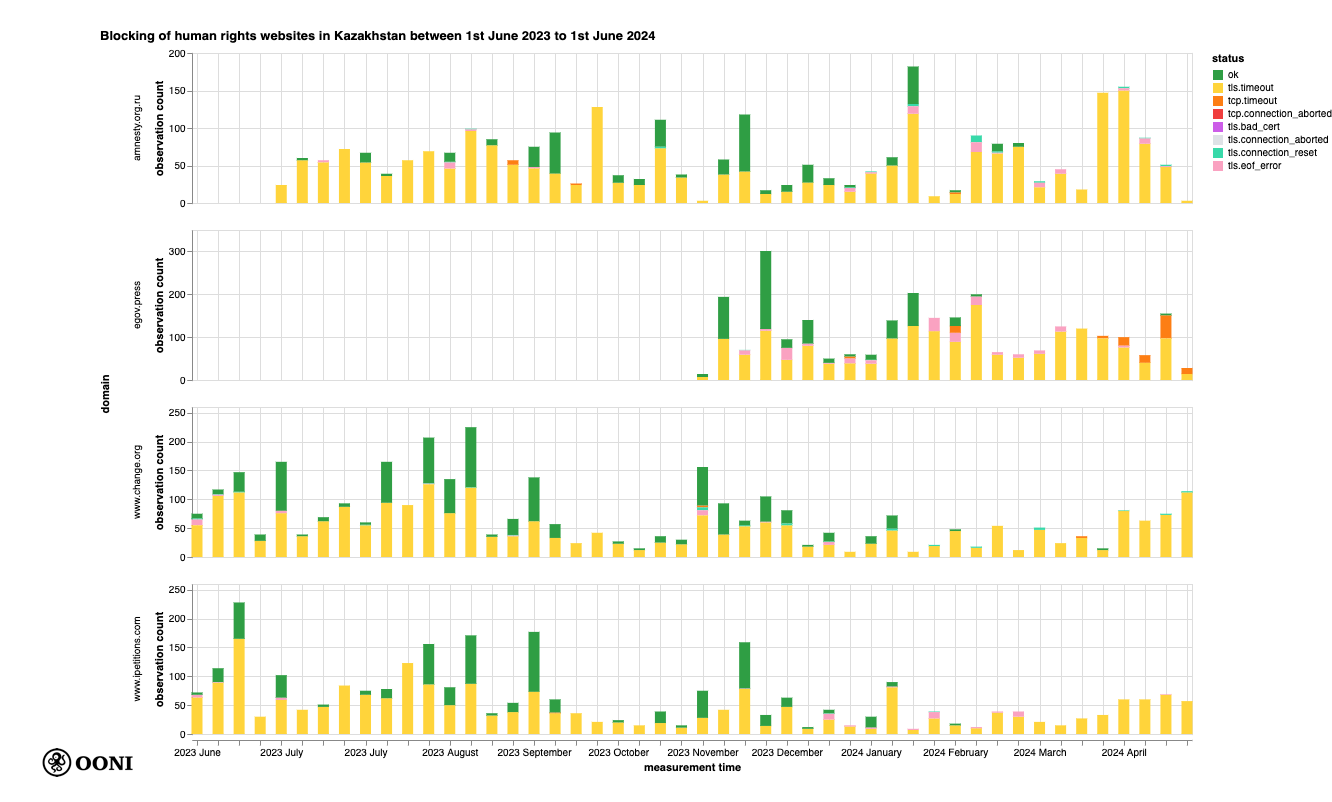 Blocking of human rights websites in Kazakhstan between 1st June 2023 to 1st June 2024
status
ok
tls.timeout
tcp.timeout
tcp.connection_aborted
tls.bad_cert
tls.connection_aborted
tls.connection_reset
tls.eof_error
domain
amnesty.org.ru
observation count
200
150
100
50
0
egov.press
observation count
300
200
100
0
www.change.org
observation count
250
200
150
100
50
0
www.ipetitions.com
observation count
250
200
150
100
50
0
2023 June 2023 July 2023 July 2023 August 2023 September 2023 October 2023 November 2023 December 2024 January 2024 February 2024 March 2024 April
measurement time
OONI